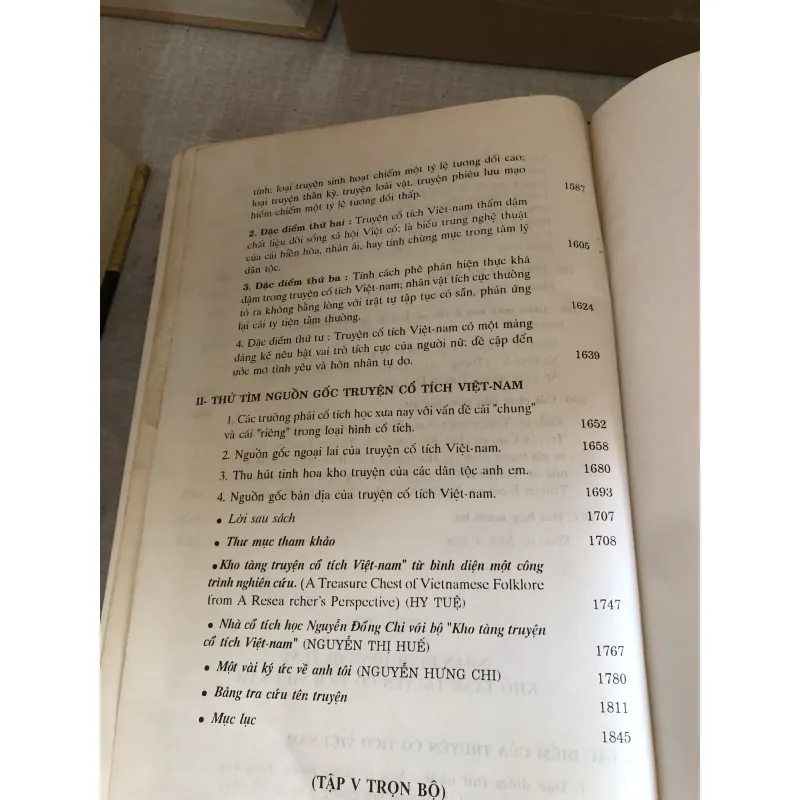 tính; loại truyện sinh hoạt chiếm một tỷ lệ tương đối cao;
loại truyện thần kỳ, truyện loài vật, truyện phiêu lưu mạo
hiểm chiếm một tỷ lệ tương đối thấp. 1587
2. Đặc điểm thứ hai : Truyện cổ tích Việt-nam thấm đậm
chất liệu đời sống xã hội Việt cổ; là biểu trưng nghệ thuật
của cái hiền hòa, nhân ái, hay tính chừng mực trong tâm lý
dân tộc. 1605
3. Đặc điểm thứ ba : Tính cách phê phán hiện thực khá
đậm trong truyện cổ tích Việt-nam; nhân vật tích cực thường
tỏ ra không bằng lòng với trật tự tập tục có sẵn, phản ứng
lại cái ty tiện tầm thường. 1624
4. Đặc điểm thứ tư : Truyện cổ tích Việt-nam có một mảng
đáng kể nêu bật vai trò tích cực của người nữ; đề cập đến
ước mơ tình yêu và hôn nhân tự do. 1639
II- THỬ TÌM NGUỒN GỐC TRUYỆN CỔ TÍCH VIỆT-NAM
1. Các trường phái cổ tích học xưa nay với vấn đề cái "chung"
và cái "riêng" trong loại hình cổ tích. 1652
2. Nguồn gốc ngoại lai của truyện cổ tích Việt-nam. 1658
3. Thu hút tinh hoa kho truyện của các dân tộc anh em. 1680
4. Nguồn gốc bản địa của truyện cổ tích Việt-nam. 1693
• Lời sau sách 1707
• Thư mục tham khảo 1708
• Kho tàng truyện cổ tích Việt-nam" từ bình diện một công
trình nghiên cứu. (A Treasure Chest of Vietnamese Folklore
from A Resea rcher's Perspective) (HY TUỆ) 1747
• Nhà cổ tích học Nguyễn Đổng Chi với bộ "Kho tàng truyện
cổ tích Việt-nam" (NGUYỄN THỊ HUẾ) 1767
• Một vài ký ức về anh tôi (NGUYỄN HƯNG CHI) 1780
• Bảng tra cứu tên truyện 1811
• Mục lục 1845
(TẬP V TRỌN BỘ)